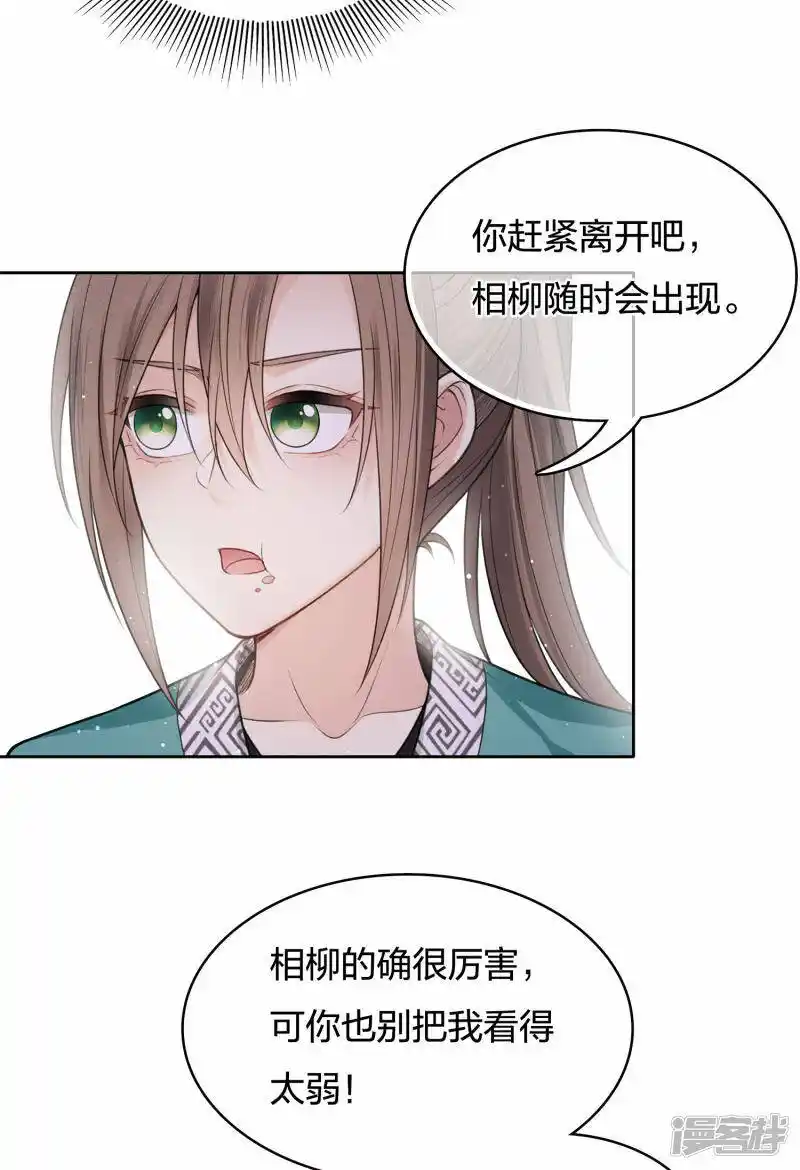 你赶紧离开吧，
相柳随时会出现。
相柳的确很厉害，
可你也别把我看得
太弱！
漫客栈